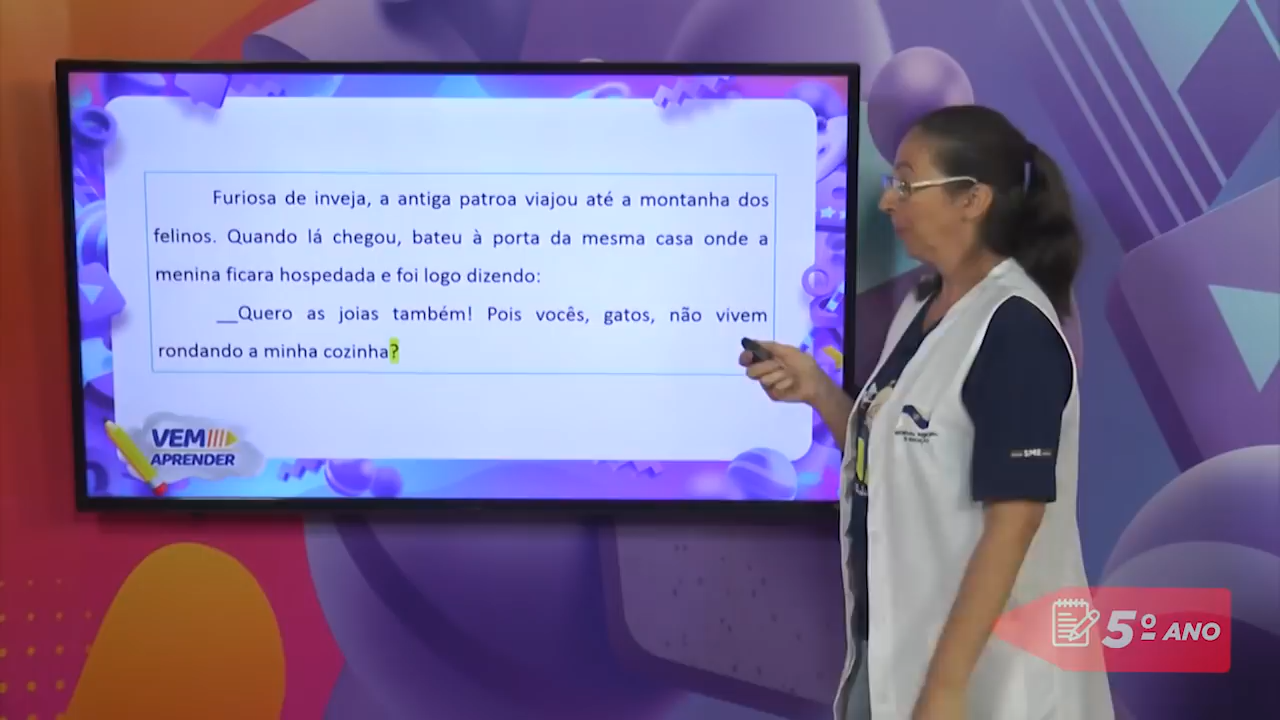 Furiosa de inveja, a antiga patroa viajou até a montanha dos
felinos. Quando lá chegou, bateu à porta da mesma casa onde a
menina ficara hospedada e foi logo dizendo:
__Quero as joias também! Pois vocês, gatos, não vivem
rondando a minha cozinha?
VEM
APRENDER
SME
5º ANO